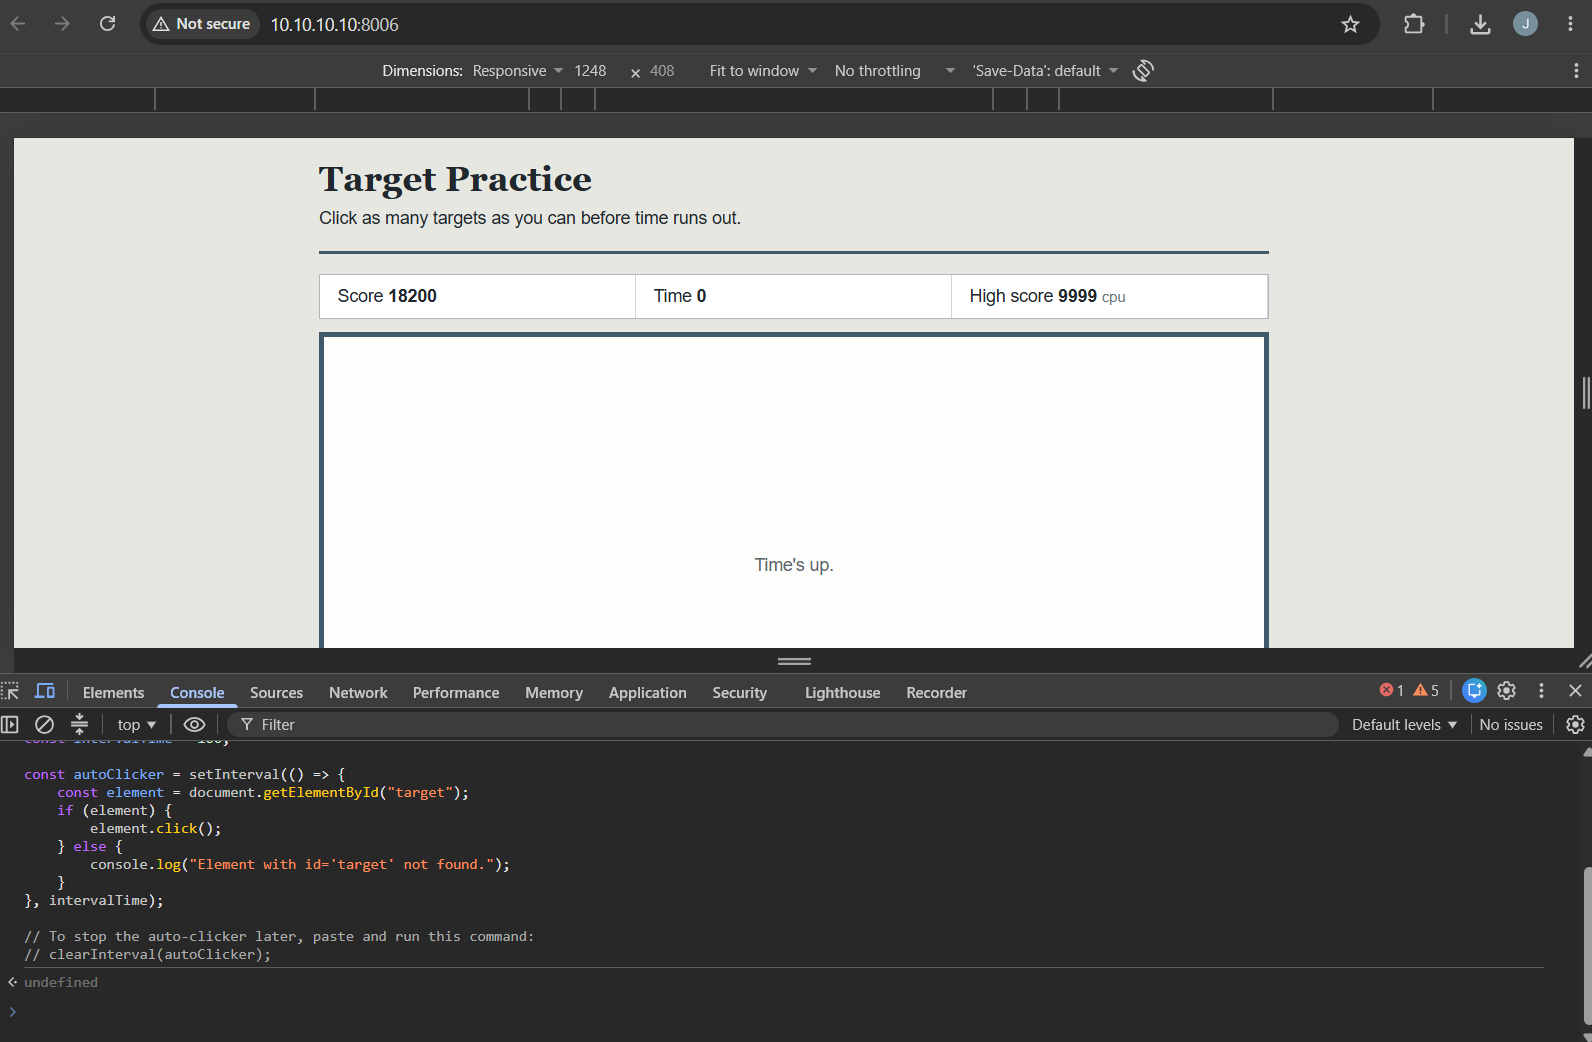 Not secure 10.10.10.10:8006 J
Dimensions: Responsive 1248 × 408 Fit to window No throttling 'Save-Data': default
Target Practice
Click as many targets as you can before time runs out.
Score 18200 Time 0 High score 9999 cpu
Time's up.
Elements Console Sources Network Performance Memory Application Security Lighthouse Recorder 1 5
top Filter Default levels No issues
const autoClicker = setInterval(() => {
const element = document.getElementById("target");
if (element) {
element.click();
} else {
console.log("Element with id='target' not found.");
}
}, intervalTime);
// To stop the auto-clicker later, paste and run this command:
// clearInterval(autoClicker);
undefined